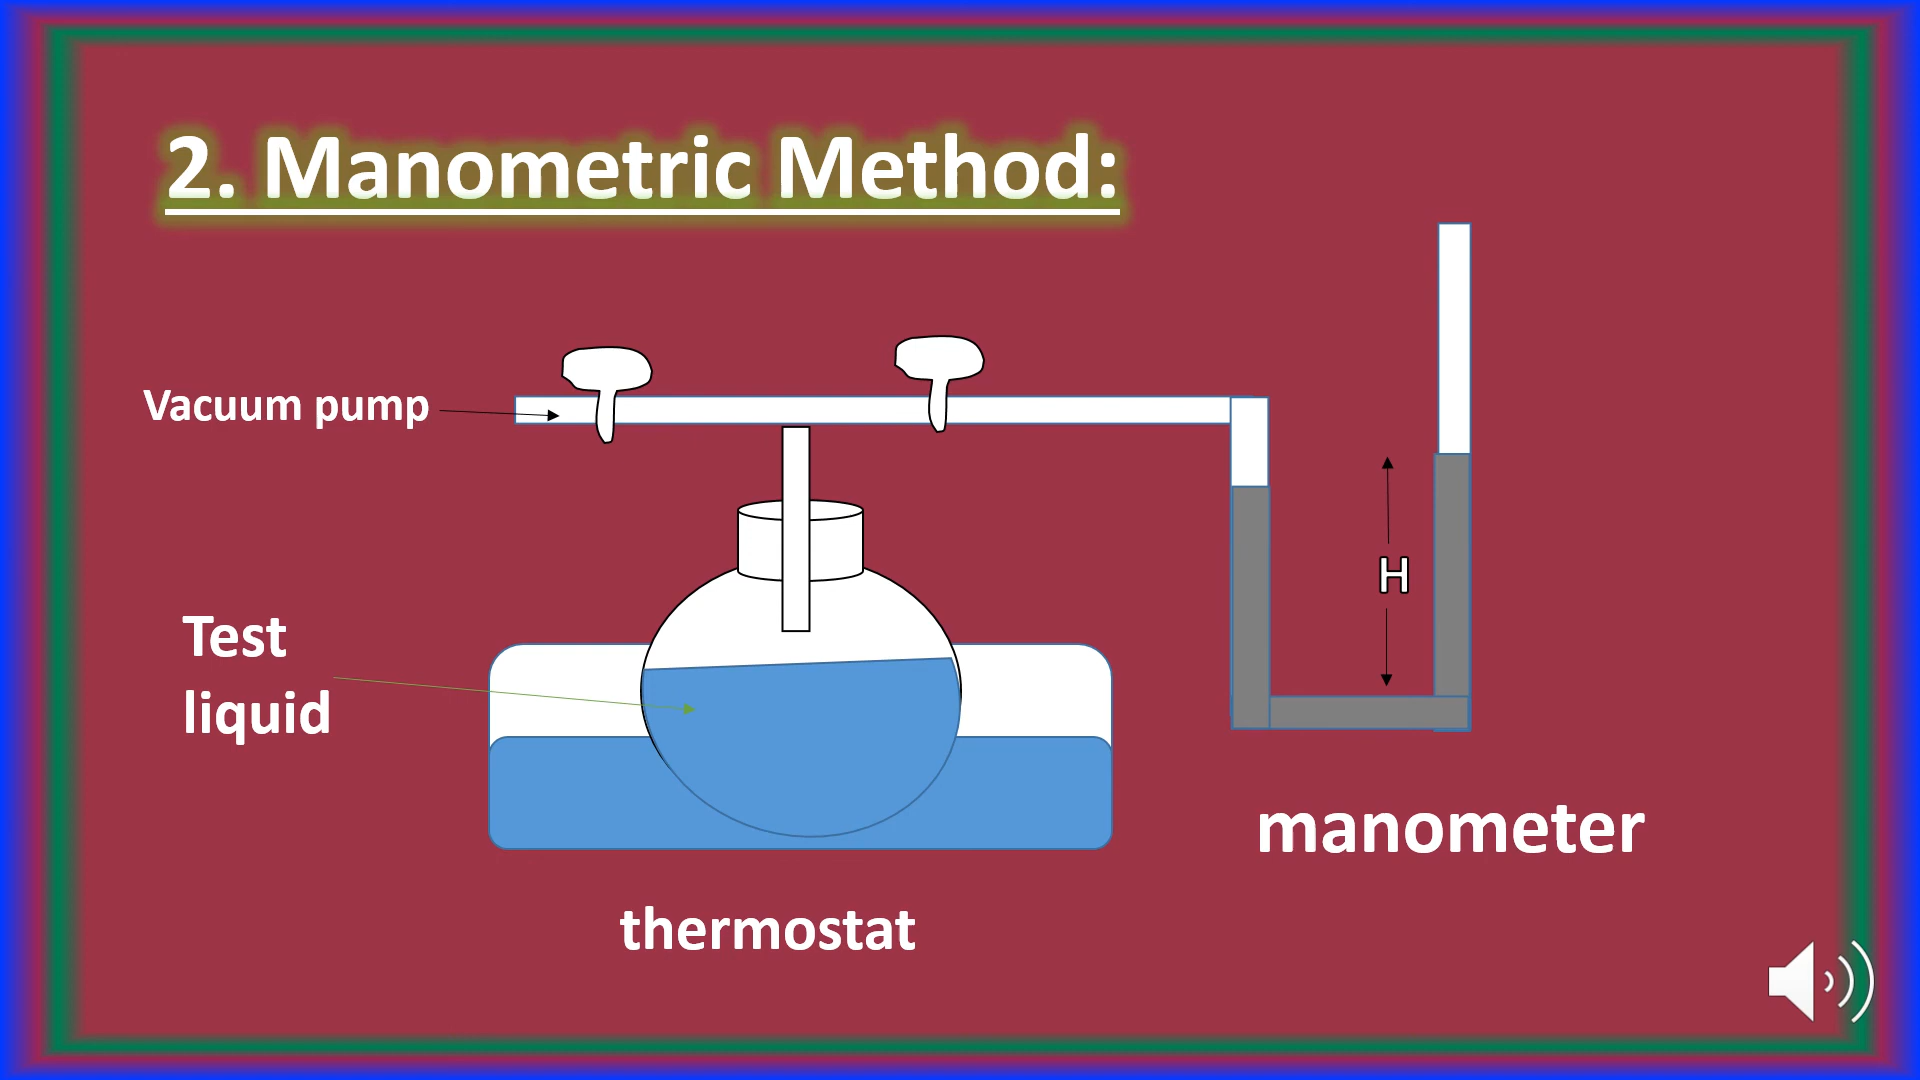 2. Manometric Method:
Vacuum pump
H
Test
liquid
manometer
thermostat